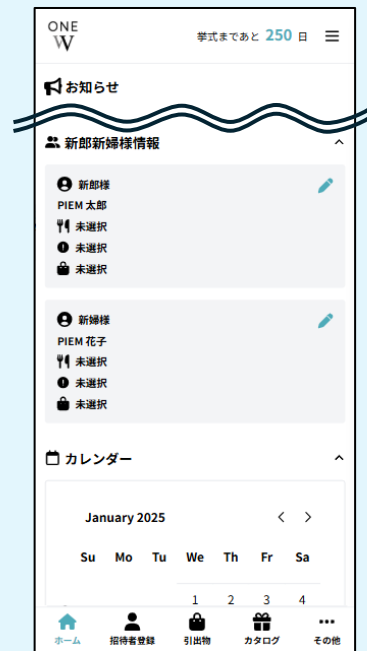 ONE
W
挙式まであと 250 日
お知らせ
新郎新婦様情報
新郎様
PIEM 太郎
未選択
未選択
未選択
新婦様
PIEM 花子
未選択
未選択
未選択
カレンダー
January 2025
Su Mo Tu We Th Fr Sa
1 2 3 4
ホーム 招待者登録 引出物 カタログ その他